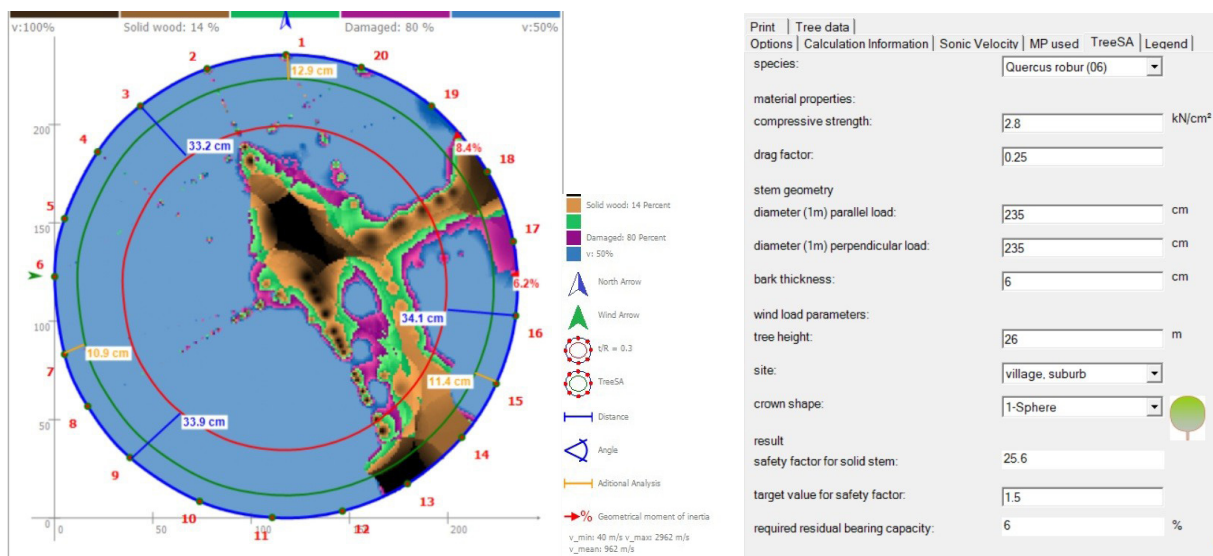 v:100%
Solid wood: 14 %
Damaged: 80 %
v:50%
1
2
20
12.9 cm
3
19
33.2 cm
4
200
8.4%
18
5
150
17
6
6.2%
100
34.1 cm
16
10.9 cm
7
11.4 cm
15
50
8
33.9 cm
14
9
13
10
11
12
0
0
50
100
150
200
Solid wood: 14 Percent
Damaged: 80 Percent
v: 50%
North Arrow
Wind Arrow
t/R = 0.3
TreeSA
Distance
Angle
Aditional Analysis
% Geometrical moment of inertia
v_min: 40 m/s v_max: 2962 m/s
v_mean: 962 m/s
Print | Tree data |
Options | Calculation Information | Sonic Velocity | MP used TreeSA | Legend |
species:
Quercus robur (06)
material properties:
compressive strength:
2.8
kN/cm²
drag factor:
0.25
stem geometry
diameter (1m) parallel load:
235
cm
diameter (1m) perpendicular load:
235
cm
bark thickness:
6
cm
wind load parameters:
tree height:
26
m
site:
village, suburb
crown shape:
1-Sphere
result
safety factor for solid stem:
25.6
target value for safety factor:
1.5
required residual bearing capacity:
6
%